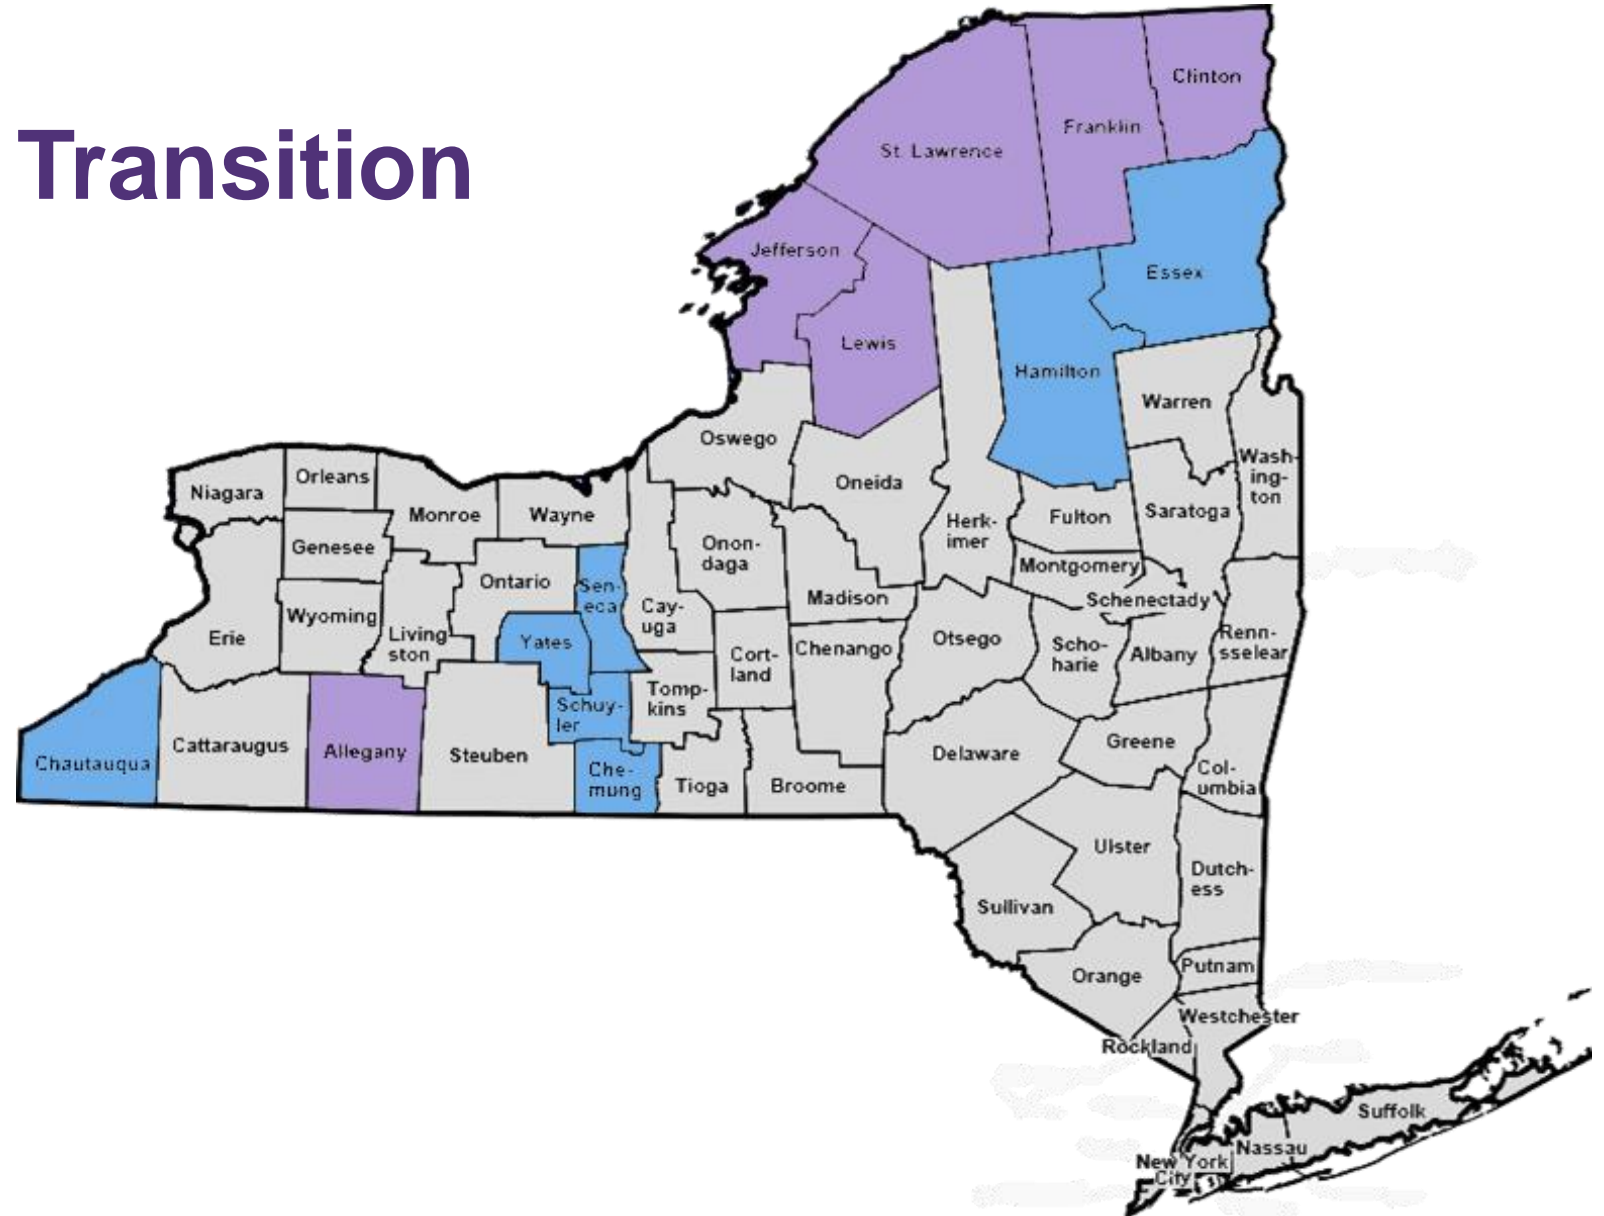 Transition
Clinton
Franklin
St. Lawrence
Jefferson
Essex
Lewis
Hamilton
Warren
Oswego
Wash-
ing-
ton
Oneida
Orleans
Niagara
Monroe
Wayne
Herk-
imer
Fulton
Saratoga
Genesee
Onon-
daga
Montgomery
Ontario
Sen-
eca
Madison
Schenectady
Wyoming
Cay-
uga
Erie
Living
ston
Yates
Chenango
Otsego
Scho-
harie
Albany
Renn-
sselear
Cort-
land
Tomp-
kins
Schuy-
ler
Cattaraugus
Allegany
Steuben
Chautauqua
Che-
mung
Tioga
Broome
Delaware
Greene
Col-
umbia
Ulster
Dutch-
ess
Sullivan
Orange
Putnam
Westchester
Rockland
Suffolk
Nassau
New York
City